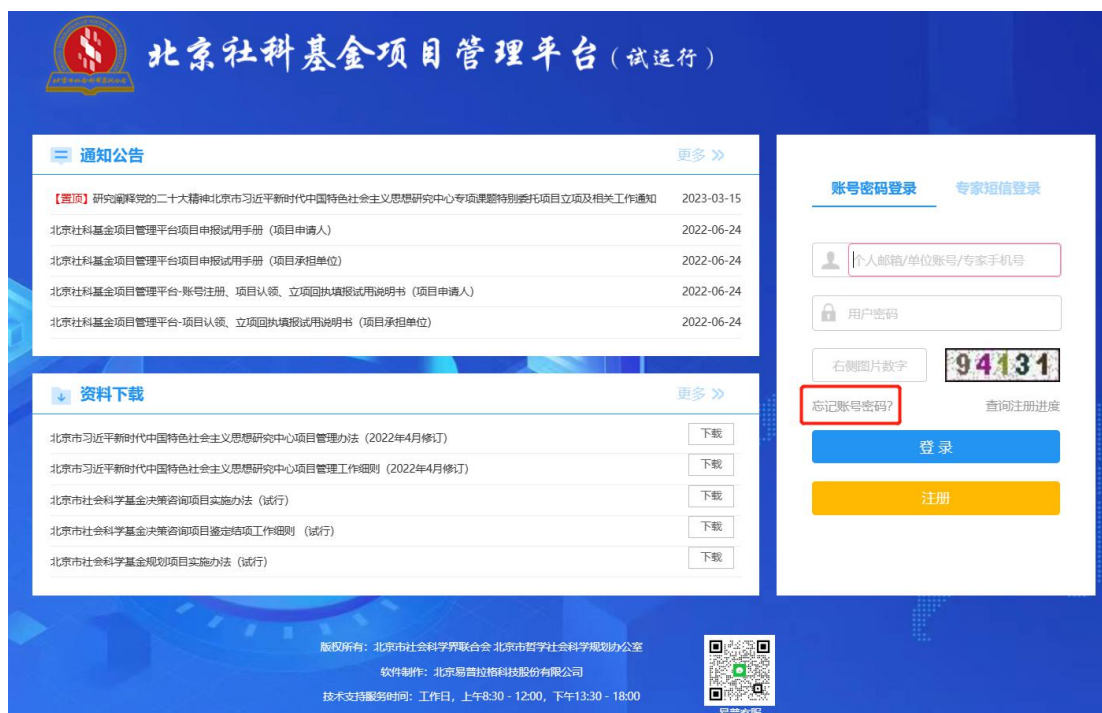 北京社科基金项目管理平台(试运行)
通知公告
更多
【置顶】研究阐释党的二十大精神北京市习近平新时代中国特色社会主义思想研究中心专项课题特别委托项目立项及相关工作通知 2023-03-15
北京社科基金项目管理平台项目申报试用手册（项目申请人） 2022-06-24
北京社科基金项目管理平台项目申报试用手册（项目承担单位） 2022-06-24
北京社科基金项目管理平台-账号注册、项目认领、立项回执填报试用说明书（项目申请人） 2022-06-24
北京社科基金项目管理平台-项目认领、立项回执填报试用说明书（项目承担单位） 2022-06-24
资料下载
更多
北京市习近平新时代中国特色社会主义思想研究中心项目管理办法（2022年4月修订） 下载
北京市习近平新时代中国特色社会主义思想研究中心项目管理工作细则（2022年4月修订） 下载
北京市社会科学基金决策咨询项目实施办法（试行） 下载
北京市社会科学基金决策咨询项目鉴定结项工作细则 （试行） 下载
北京市社会科学基金规划项目实施办法（试行） 下载
账号密码登录 专家短信登录
个人邮箱/单位账号/专家手机号
用户密码
右侧图片数字 94131
忘记账号密码? 查询注册进度
登录
注册
版权所有：北京市社会科学界联合会 北京市哲学社会科学规划办公室
软件制作：北京易普拉格科技股份有限公司
技术支持服务时间：工作日，上午8:30 - 12:00，下午13:30 - 18:00
易普客服